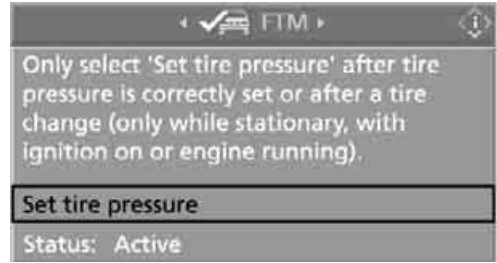 FTM
Only select 'Set tire pressure' after tire
pressure is correctly set or after a tire
change (only while stationary, with
ignition on or engine running).
Set tire pressure
Status: Active